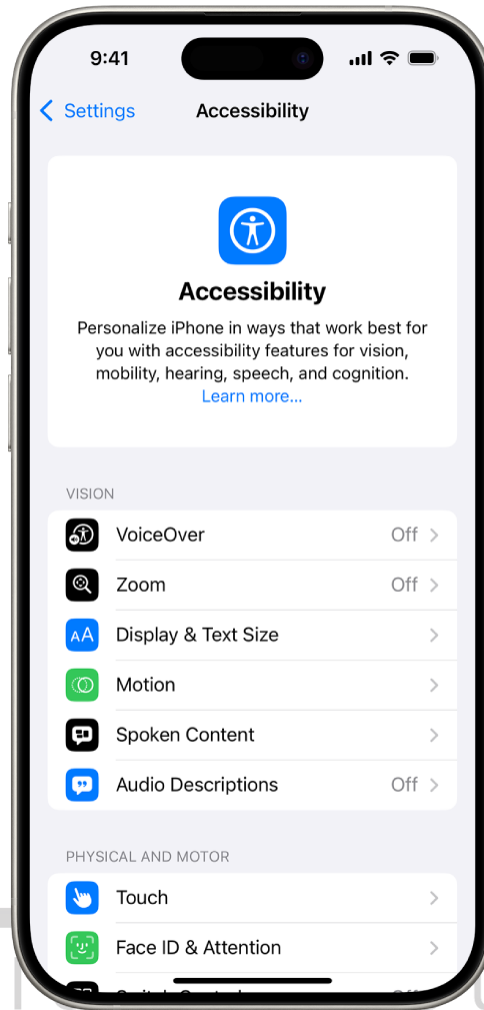 9:41
Settings
Accessibility
Accessibility
Personalize iPhone in ways that work best for
you with accessibility features for vision,
mobility, hearing, speech, and cognition.
Learn more...
VISION
VoiceOver Off
Zoom Off
AA Display & Text Size
Motion
Spoken Content
Audio Descriptions Off
PHYSICAL AND MOTOR
Touch
Face ID & Attention